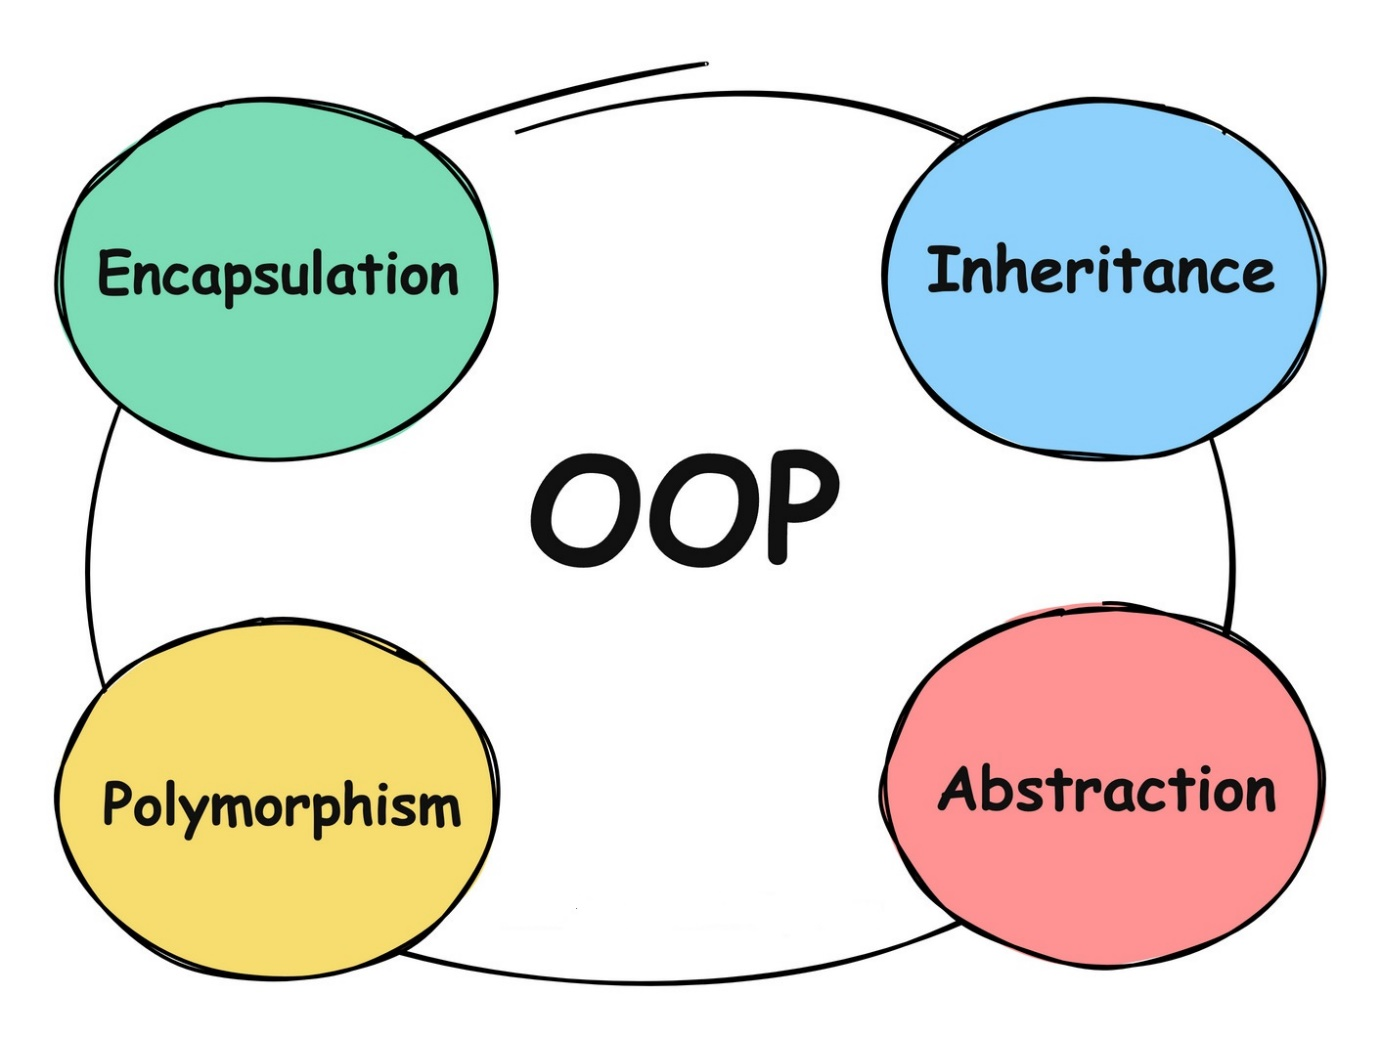 Encapsulation
Inheritance
OOP
Polymorphism
Abstraction